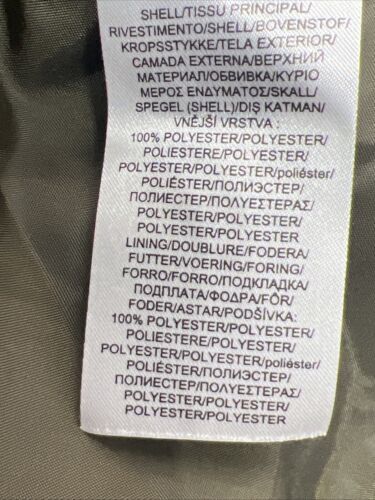 SHELL/TISSU PRINCIPAL/
RIVESTIMENTO/SHELL/BOVENSTOF/
KROPSSTYKKE/TELA EXTERIOR/
CAMADA EXTERNA/ВЕРХНИЙ
МАТЕРИАЛ/ОБВИВКА/ΚΥΡΙΟ
ΜΕΡΟΣ ΕΝΔΥΜΑΤΟΣ/SKALL/
SPEGEL (SHELL)/DIŞ KATMAN/
VNĚJŠÍ VRSTVA :
100% POLYESTER/POLYESTER/
POLIESTERE/POLYESTER/
POLYESTER/POLYESTER/poliéster/
POLIÉSTER/ПОЛИЭСТЕР/
ПОЛИЕСТЕР/ΠΟΛΥΕΣΤΕΡΑΣ/
POLYESTER/POLYESTER/
POLYESTER/POLYESTER
LINING/DOUBLURE/FODERA/
FUTTER/VOERING/FORING/
FORRO/FORRO/ПОДКЛАДКА/
ПОДПЛАТА/ΦΟΔΡΑ/FÔR/
FODER/ASTAR/PODŠÍVKA:
100% POLYESTER/POLYESTER/
POLIESTERE/POLYESTER/
POLYESTER/POLYESTER/poliéster/
POLIÉSTER/ПОЛИЭСТЕР/
ПОЛИЕСТЕР/ΠΟΛΥΕΣΤΕΡΑΣ/
POLYESTER/POLYESTER/
POLYESTER/POLYESTER